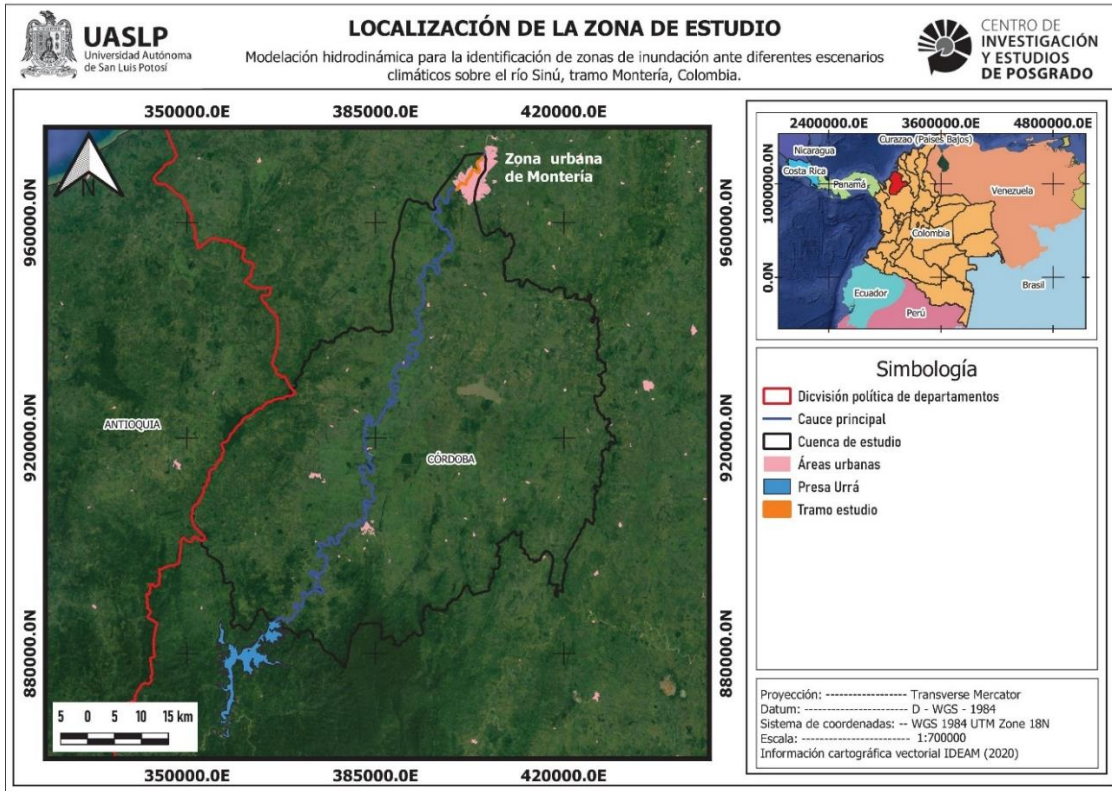 UASLP
Universidad Autónoma
de San Luis Potosí
LOCALIZACIÓN DE LA ZONA DE ESTUDIO
Modelación hidrodinámica para la identificación de zonas de inundación ante diferentes escenarios
climáticos sobre el río Sinú, tramo Montería, Colombia.
CENTRO DE
INVESTIGACIÓN
Y ESTUDIOS
DE POSGRADO
350000.0E 385000.0E 420000.0E
960000.0N
920000.0N
880000.0N
N
Zona urbana
de Montería
ANTIOQUIA
CÓRDOBA
5 0 5 10 15 km
960000.0N
920000.0N
880000.0N
350000.0E 385000.0E 420000.0E
2400000.0E 3600000.0E 4800000.0E
1000000.0N
0.0N
Nicaragua
Curazao (Países Bajos)
Costa Rica
Panamá
Venezuela
Colombia
Ecuador
Brasil
Perú
Simbología
Dicvisión política de departamentos
Cauce principal
Cuenca de estudio
Áreas urbanas
Presa Urrá
Tramo estudio
Proyección: ------------------ Transverse Mercator
Datum: ----------------------- D - WGS - 1984
Sistema de coordenadas: -- WGS 1984 UTM Zone 18N
Escala: ------------------------ 1:700000
Información cartográfica vectorial IDEAM (2020)